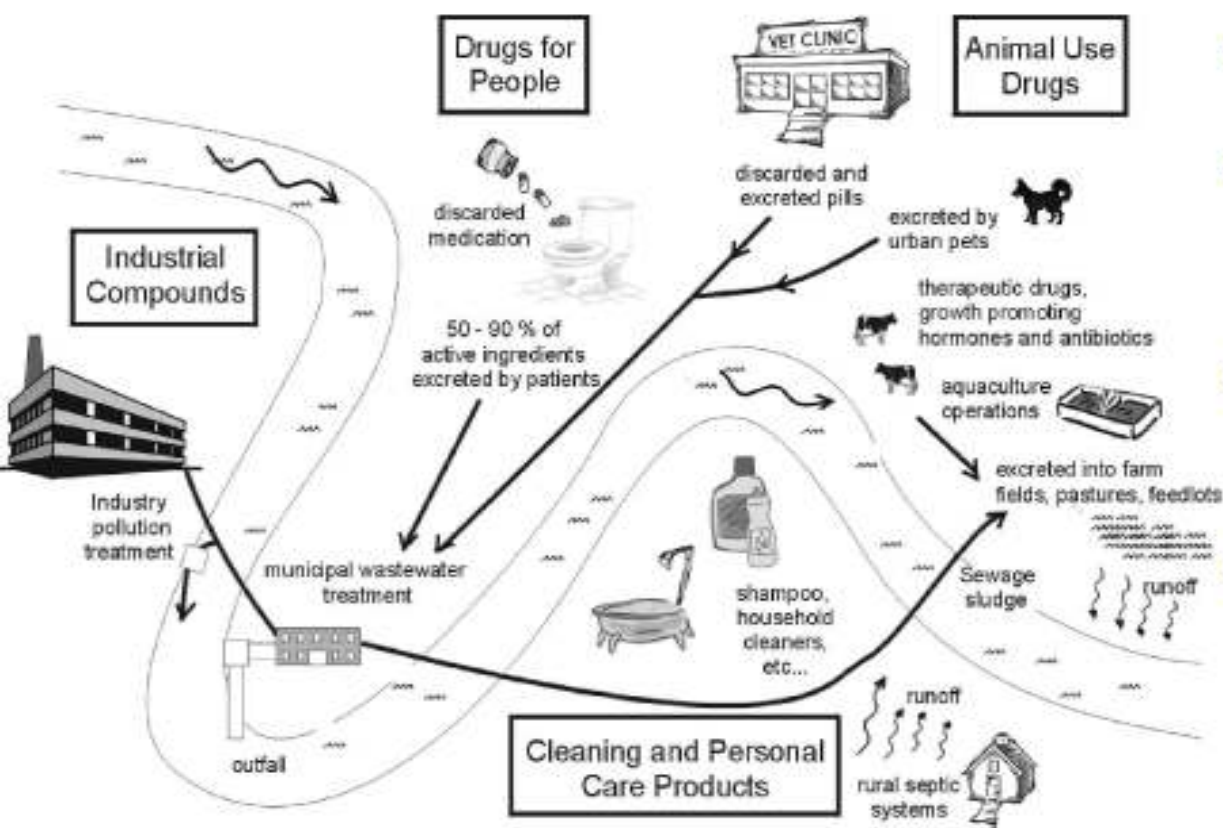 Drugs for
People
VET CLINIC
Animal Use
Drugs
discarded and
excreted pills
discarded
medication
excreted by
urban pets
Industrial
Compounds
therapeutic drugs,
growth promoting
hormones and antibiotics
50 - 90 % of
active ingredients
excreted by patients
aquaculture
operations
excreted into farm
fields, pastures, feedlots
Industry
pollution
treatment
municipal wastewater
treatment
shampoo,
household
cleaners,
etc...
Sewage
sludge
runoff
runoff
outfall
Cleaning and Personal
Care Products
rural septic
systems